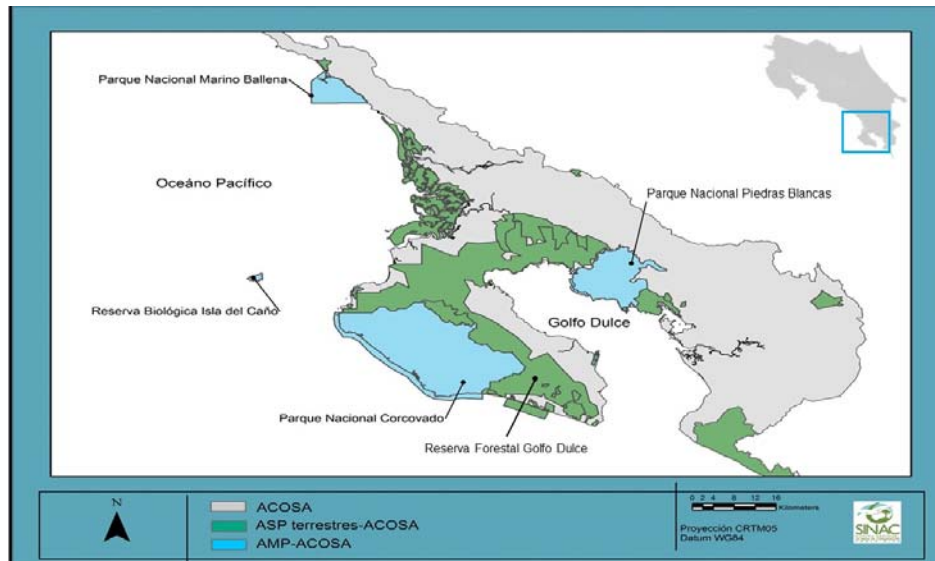 Parque Nacional Marino Ballena
Oceáno Pacífico
Parque Nacional Piedras Blancas
Reserva Biológica Isla del Caño
Golfo Dulce
Parque Nacional Corcovado
Reserva Forestal Golfo Dulce
N
ACOSA
ASP terrestres-ACOSA
AMP-ACOSA
0 2 4 8 12 16
Kilometers
Proyección CRTM05
Datum WG84
SINAC